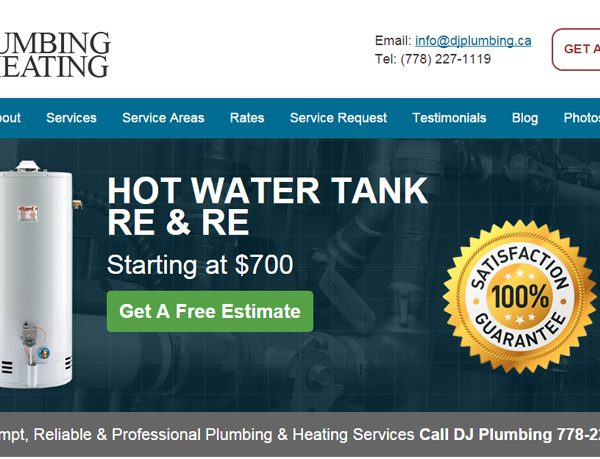 UMBING
EATING
Email: info@djplumbing.ca
Tel: (778) 227-1119
GET A
out
Services
Service Areas
Rates
Service Request
Testimonials
Blog
Photos
HOT WATER TANK
RE & RE
Starting at $700
Get A Free Estimate
SATISFACTION
100%
GUARANTEE
mpt, Reliable & Professional Plumbing & Heating Services Call DJ Plumbing 778-22